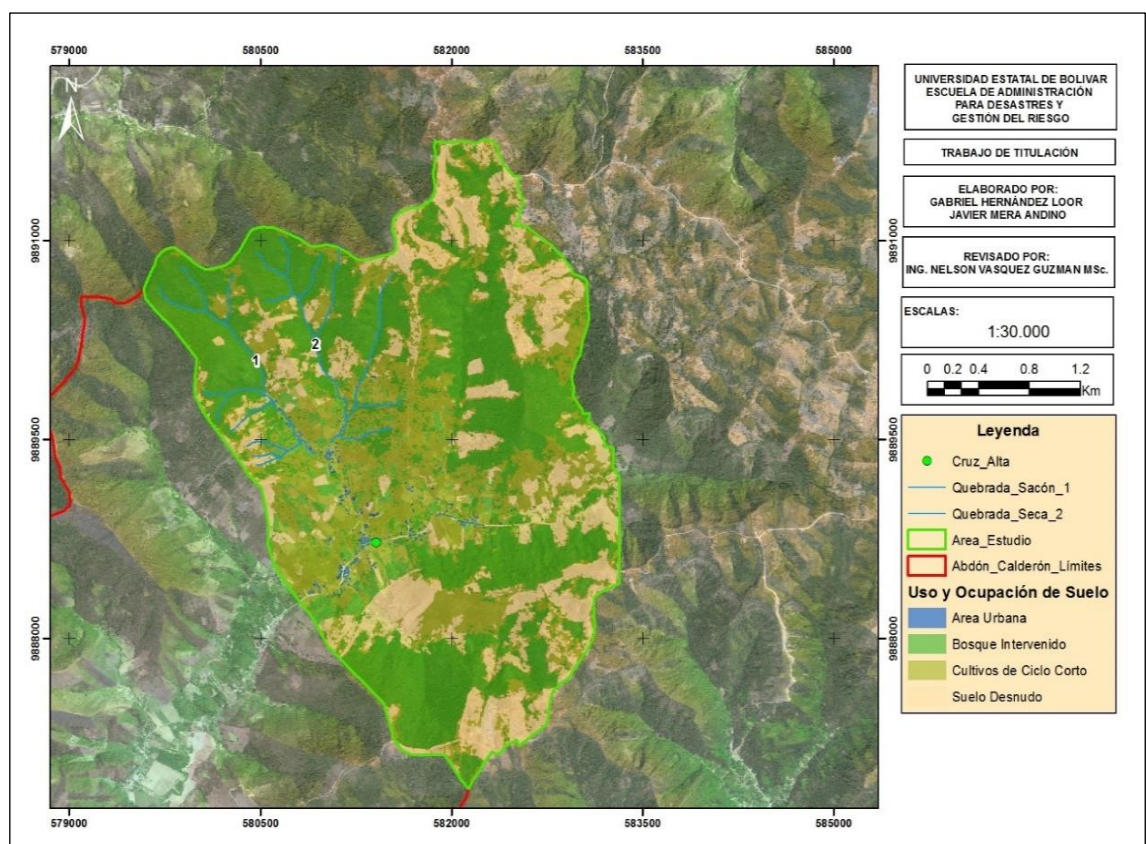 579000 580500 582000 583500 585000
N
9891000 9891000
1 2
9889500 9889500
9888000 9888000
579000 580500 582000 583500 585000
UNIVERSIDAD ESTATAL DE BOLIVAR
ESCUELA DE ADMINISTRACIÓN
PARA DESASTRES Y
GESTIÓN DEL RIESGO
TRABAJO DE TITULACIÓN
ELABORADO POR:
GABRIEL HERNÁNDEZ LOOR
JAVIER MERA ANDINO
REVISADO POR:
ING. NELSON VASQUEZ GUZMAN MSc.
ESCALAS:
1:30.000
0 0.2 0.4 0.8 1.2
Km
Leyenda
Cruz_Alta
Quebrada_Sacón_1
Quebrada_Seca_2
Area_Estudio
Abdón_Calderón_Límites
Uso y Ocupación de Suelo
Area Urbana
Bosque Intervenido
Cultivos de Ciclo Corto
Suelo Desnudo